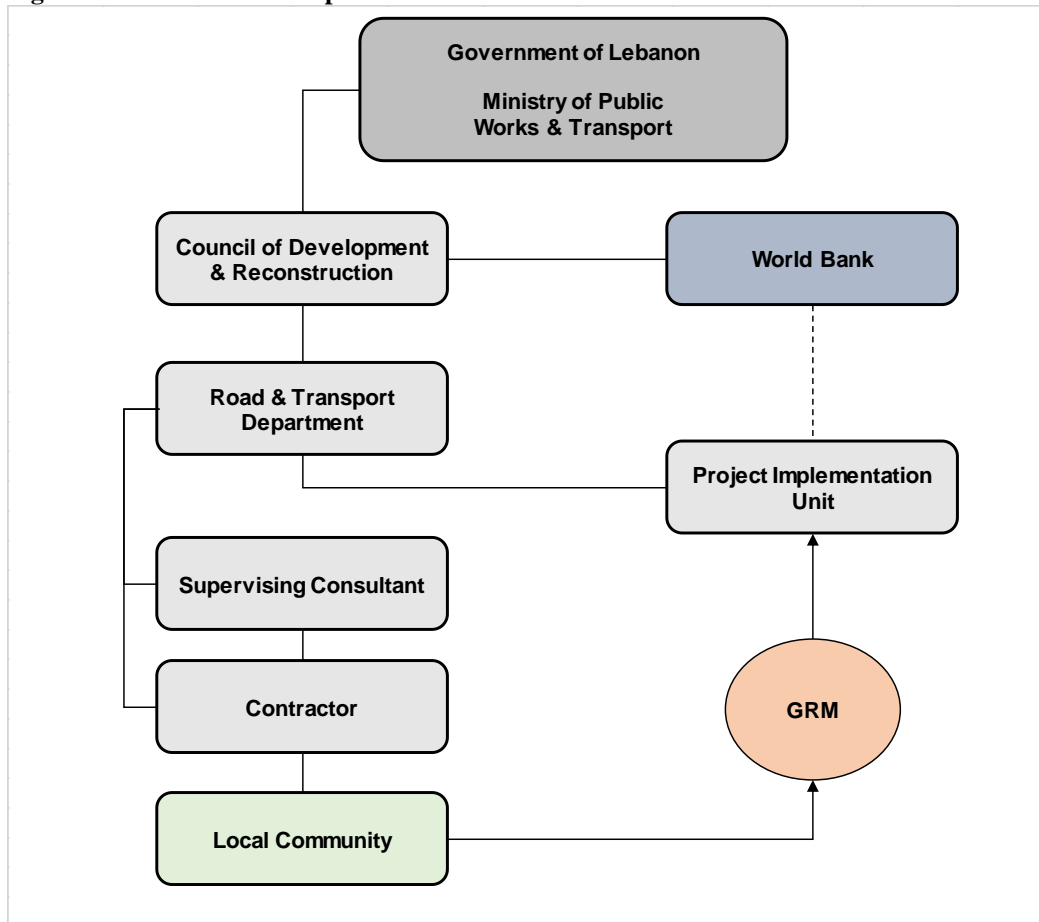 Government of Lebanon
Ministry of Public
Works & Transport
Council of Development
& Reconstruction
World Bank
Road & Transport
Department
Project Implementation
Unit
Supervising Consultant
Contractor
GRM
Local Community